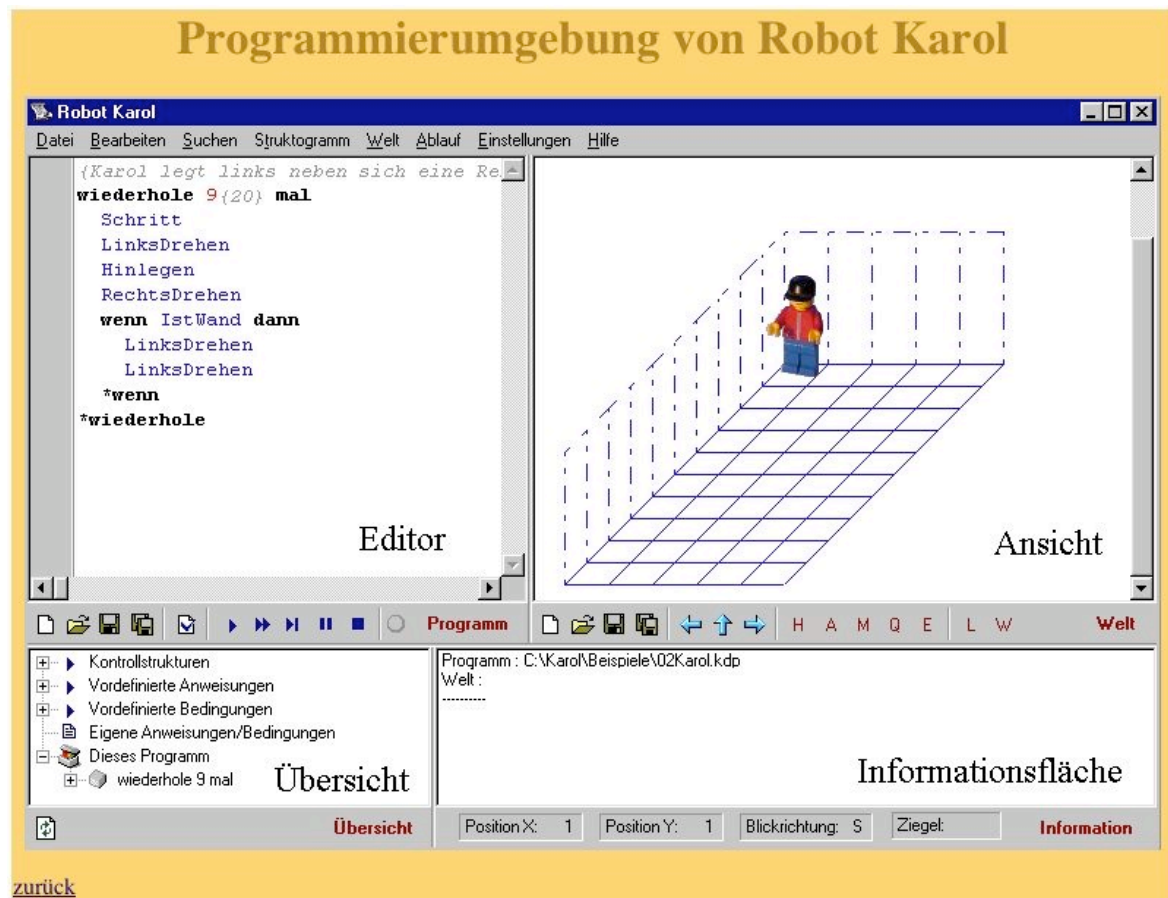 Programmierumgebung von Robot Karol
Robot Karol
Datei Bearbeiten Suchen Struktogramm Welt Ablauf Einstellungen Hilfe
{Karol legt links neben sich eine Re
wiederhole 9{20} mal
Schritt
LinksDrehen
Hinlegen
RechtsDrehen
wenn IstWand dann
LinksDrehen
LinksDrehen
*wenn
*wiederhole
Editor
Ansicht
Programm
H A M Q E L W Welt
Kontrollstrukturen
Vordefinierte Anweisungen
Vordefinierte Bedingungen
Eigene Anweisungen/Bedingungen
Dieses Programm
wiederhole 9 mal
Übersicht
Programm : C:\Karol\Beispiele\02Karol.kdp
Welt :
----------
Informationsfläche
Übersicht
Position X: 1 Position Y: 1 Blickrichtung: S Ziegel: Information
zurück